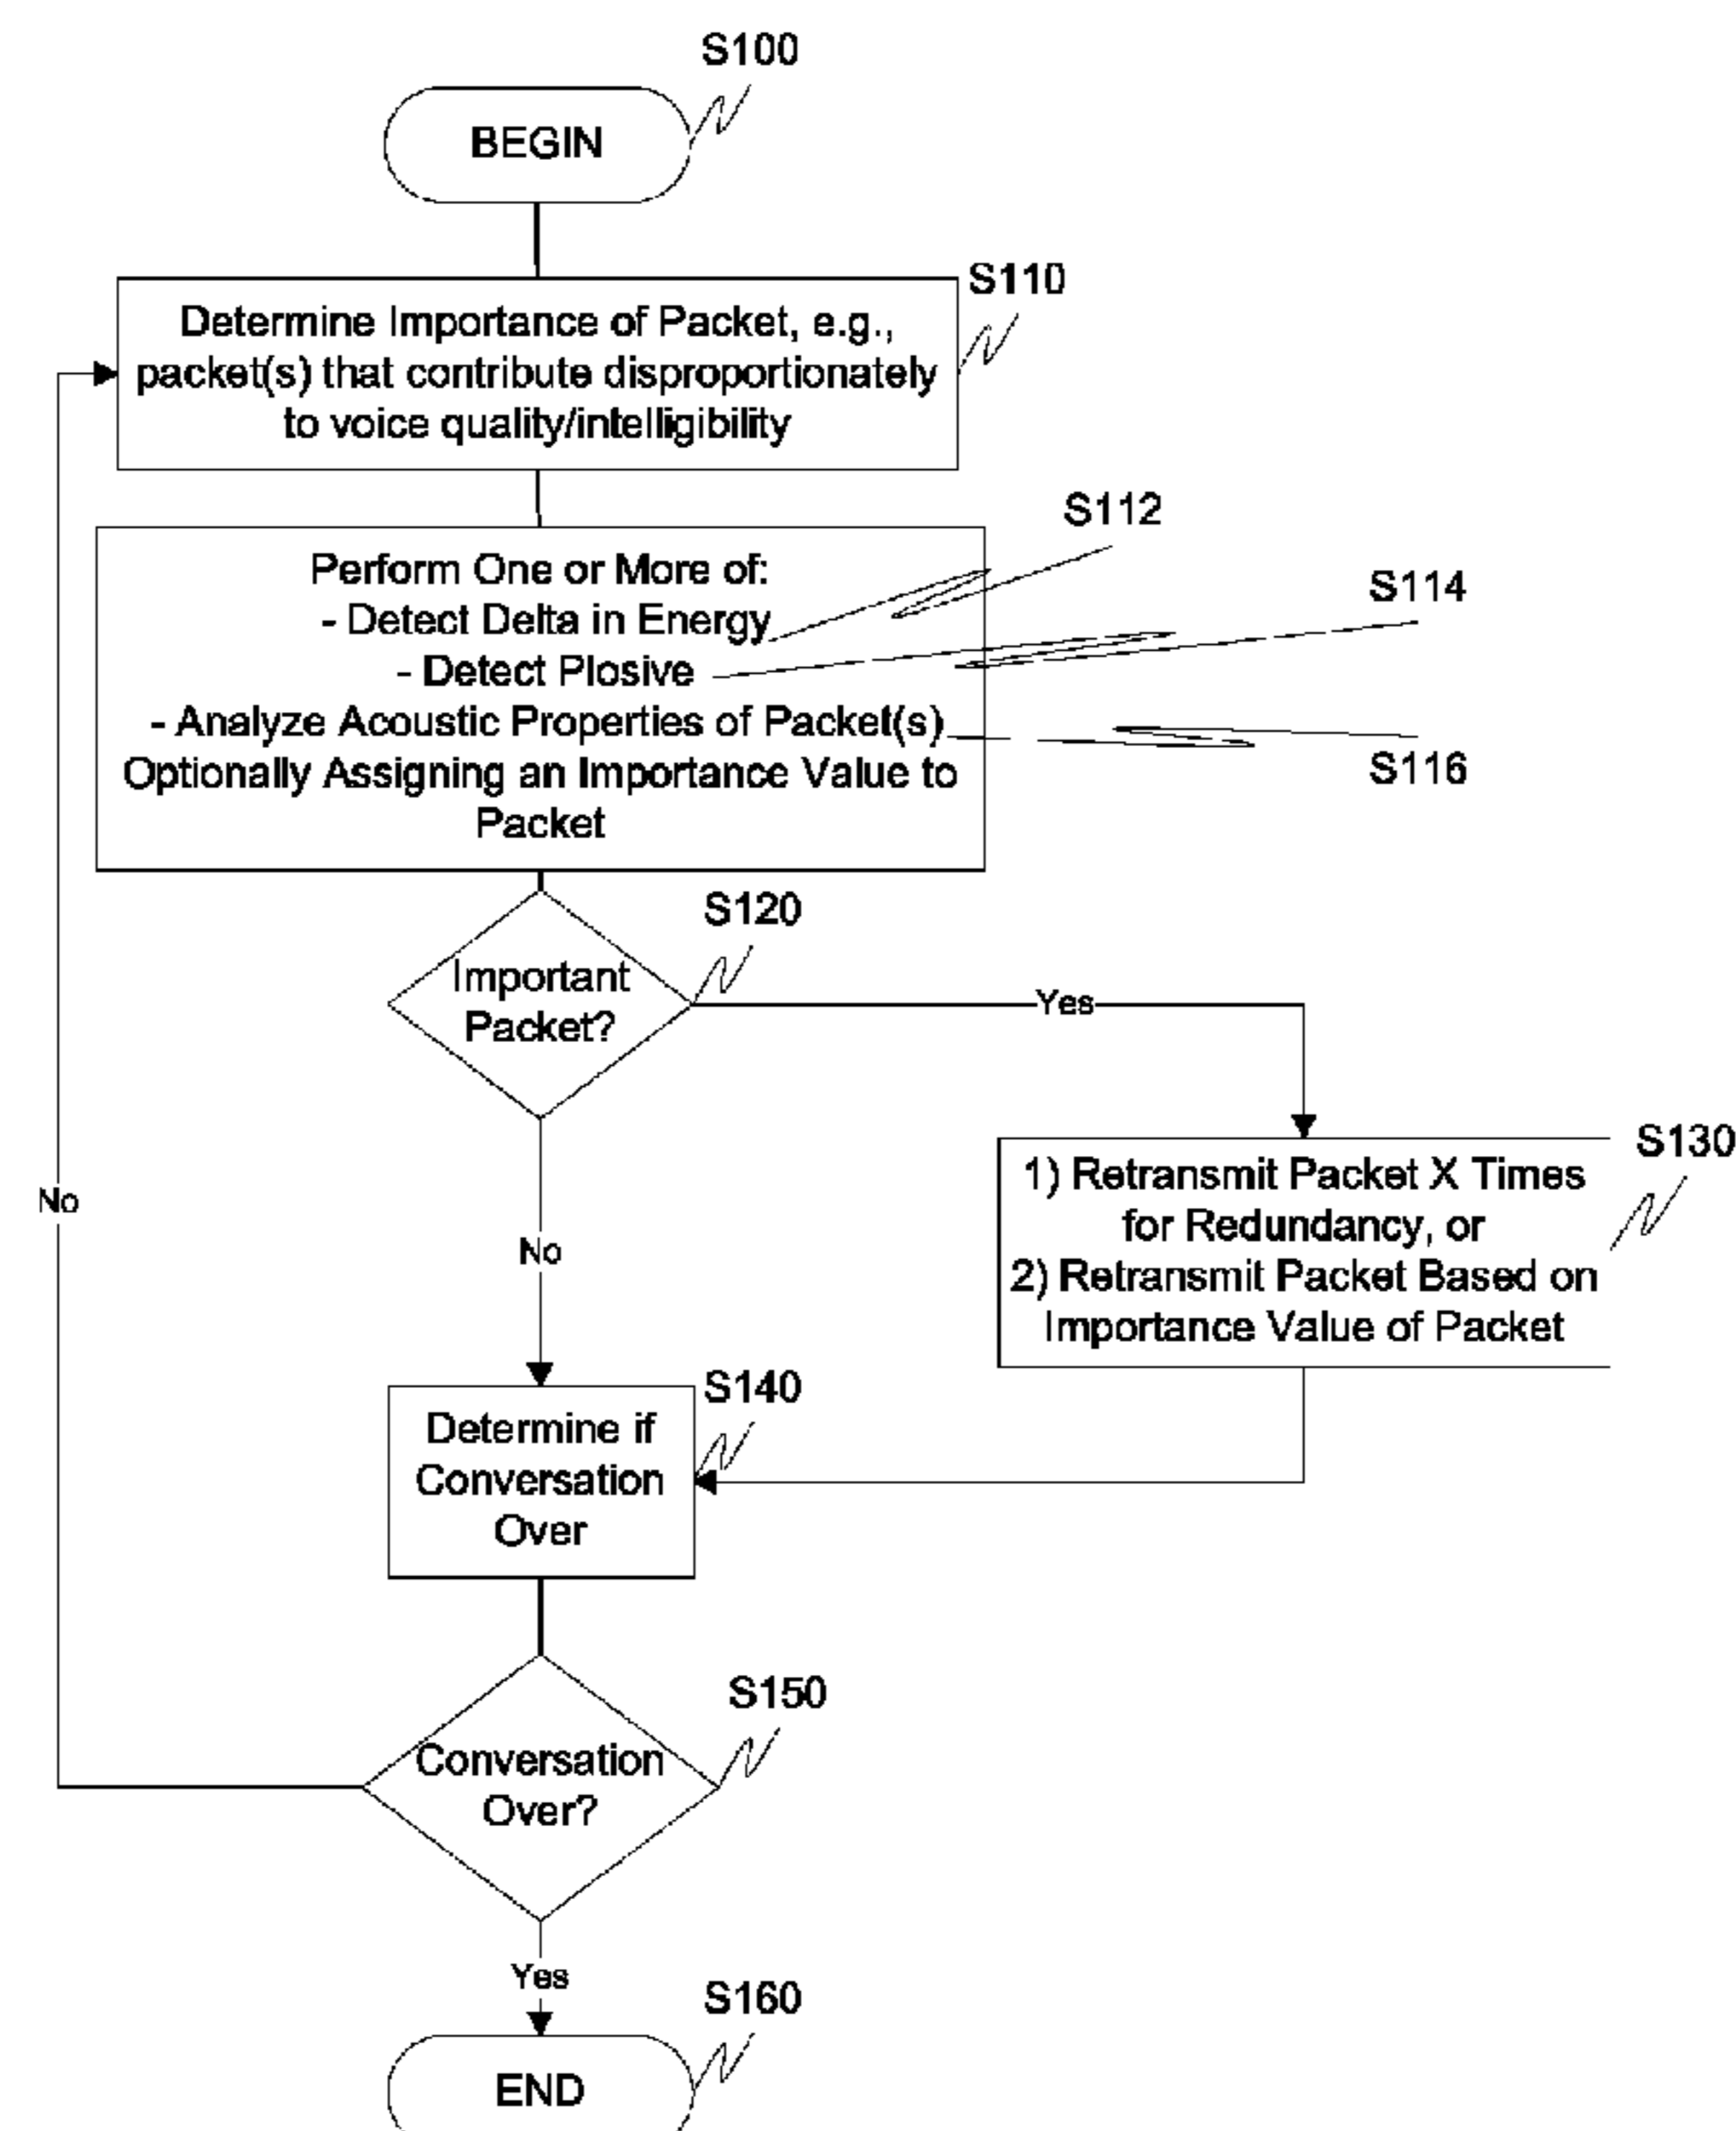 S100
BEGIN
S110
Determine Importance of Packet, e.g.,
packet(s) that contribute disproportionately
to voice quality/intelligibility
S112
Perform One or More of:
- Detect Delta in Energy
S114
- Detect Plosive
- Analyze Acoustic Properties of Packet(s)
S116
Optionally Assigning an Importance Value to
Packet
S120
Important
Packet?
Yes
S130
1) Retransmit Packet X Times
for Redundancy, or
2) Retransmit Packet Based on
Importance Value of Packet
No
No
S140
Determine if
Conversation
Over
S150
Conversation
Over?
Yes
S160
END